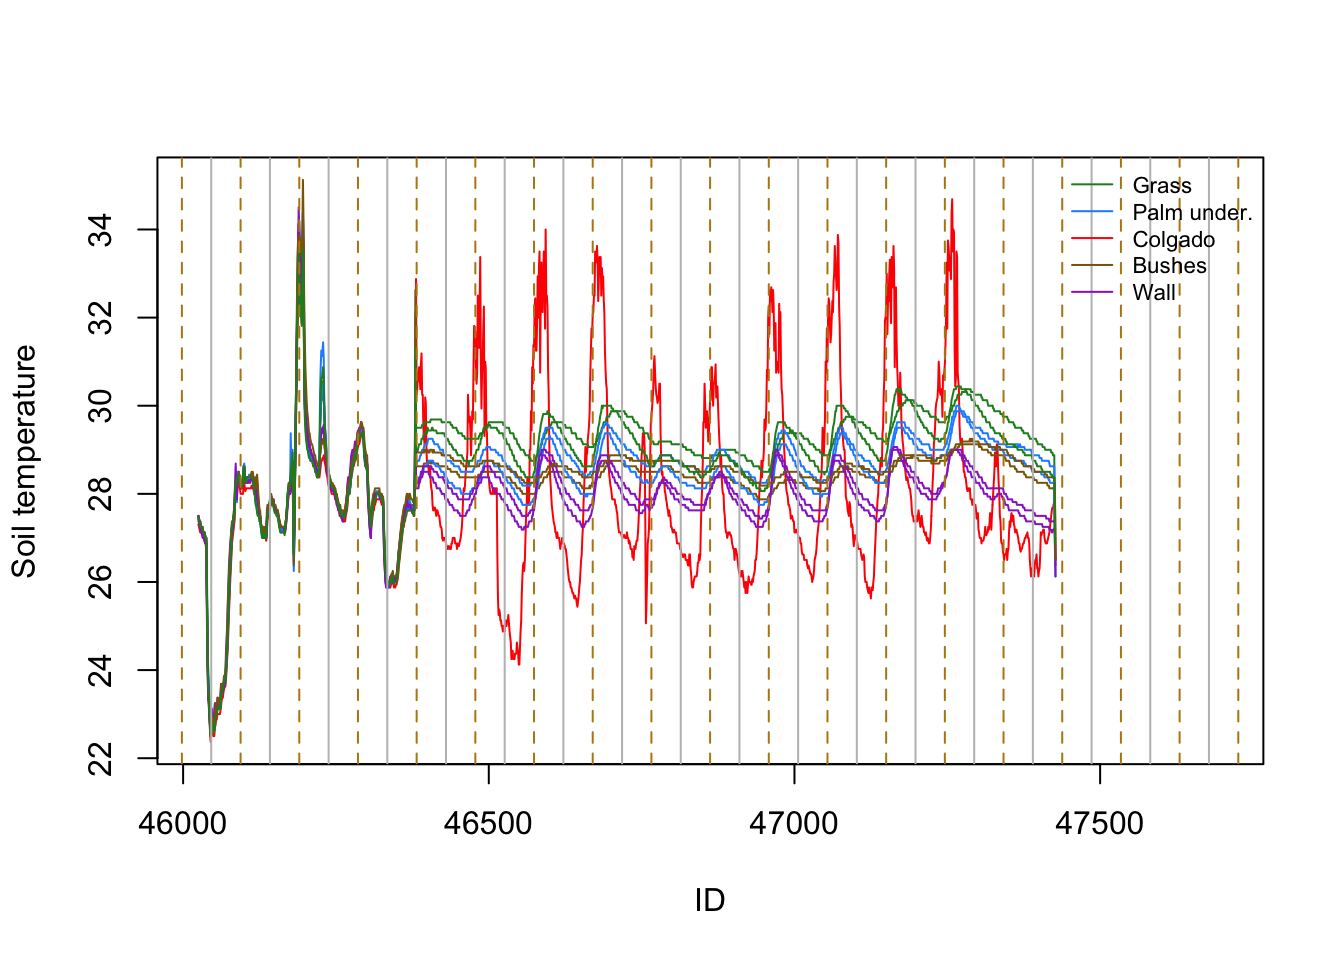 Grass
Palm under.
Colgado
Bushes
Wall
34
32
30
28
26
24
22
Soil temperature
46000 46500 47000 47500
ID